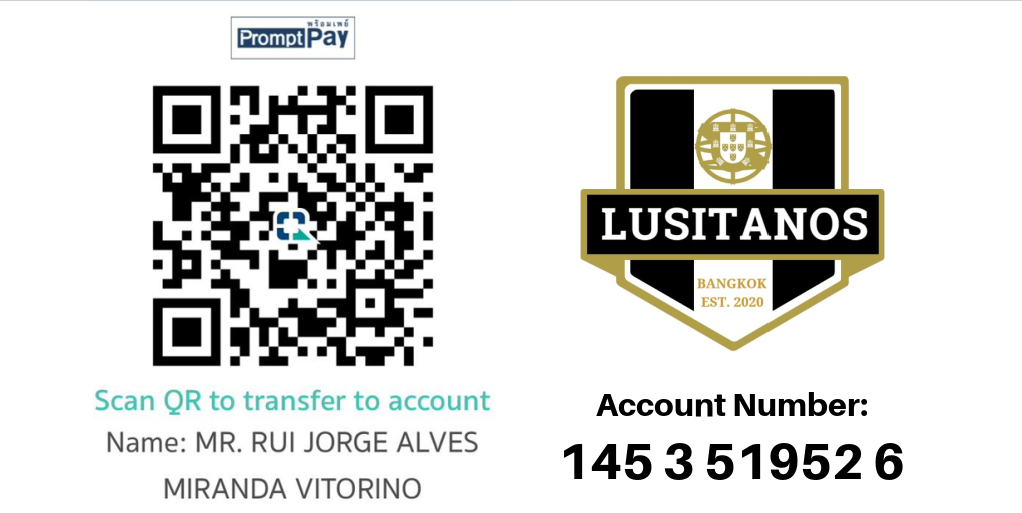 พร้อมเพย์
PromptPay
Scan QR to transfer to account
Name: MR. RUI JORGE ALVES
MIRANDA VITORINO
LUSITANOS
BANGKOK
EST. 2020
Account Number:
145 3 51952 6